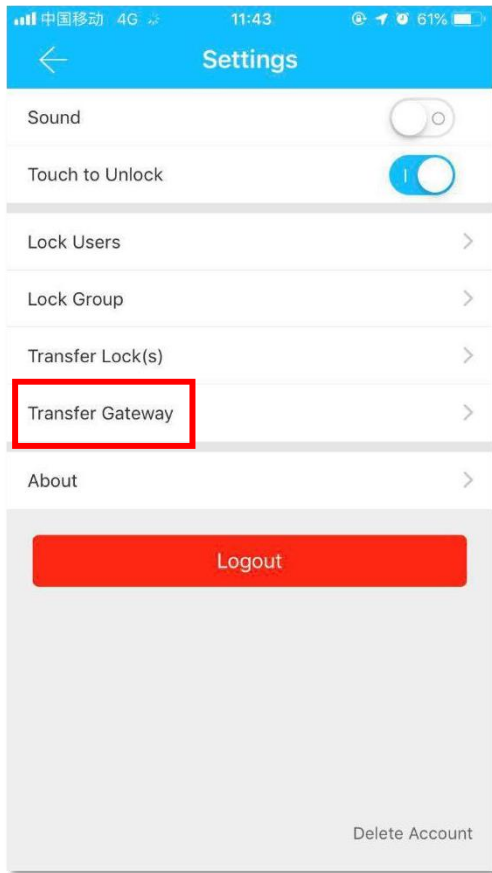 中国移动 4G 11:43 61%
Settings
Sound
Touch to Unlock
Lock Users
Lock Group
Transfer Lock(s)
Transfer Gateway
About
Logout
Delete Account